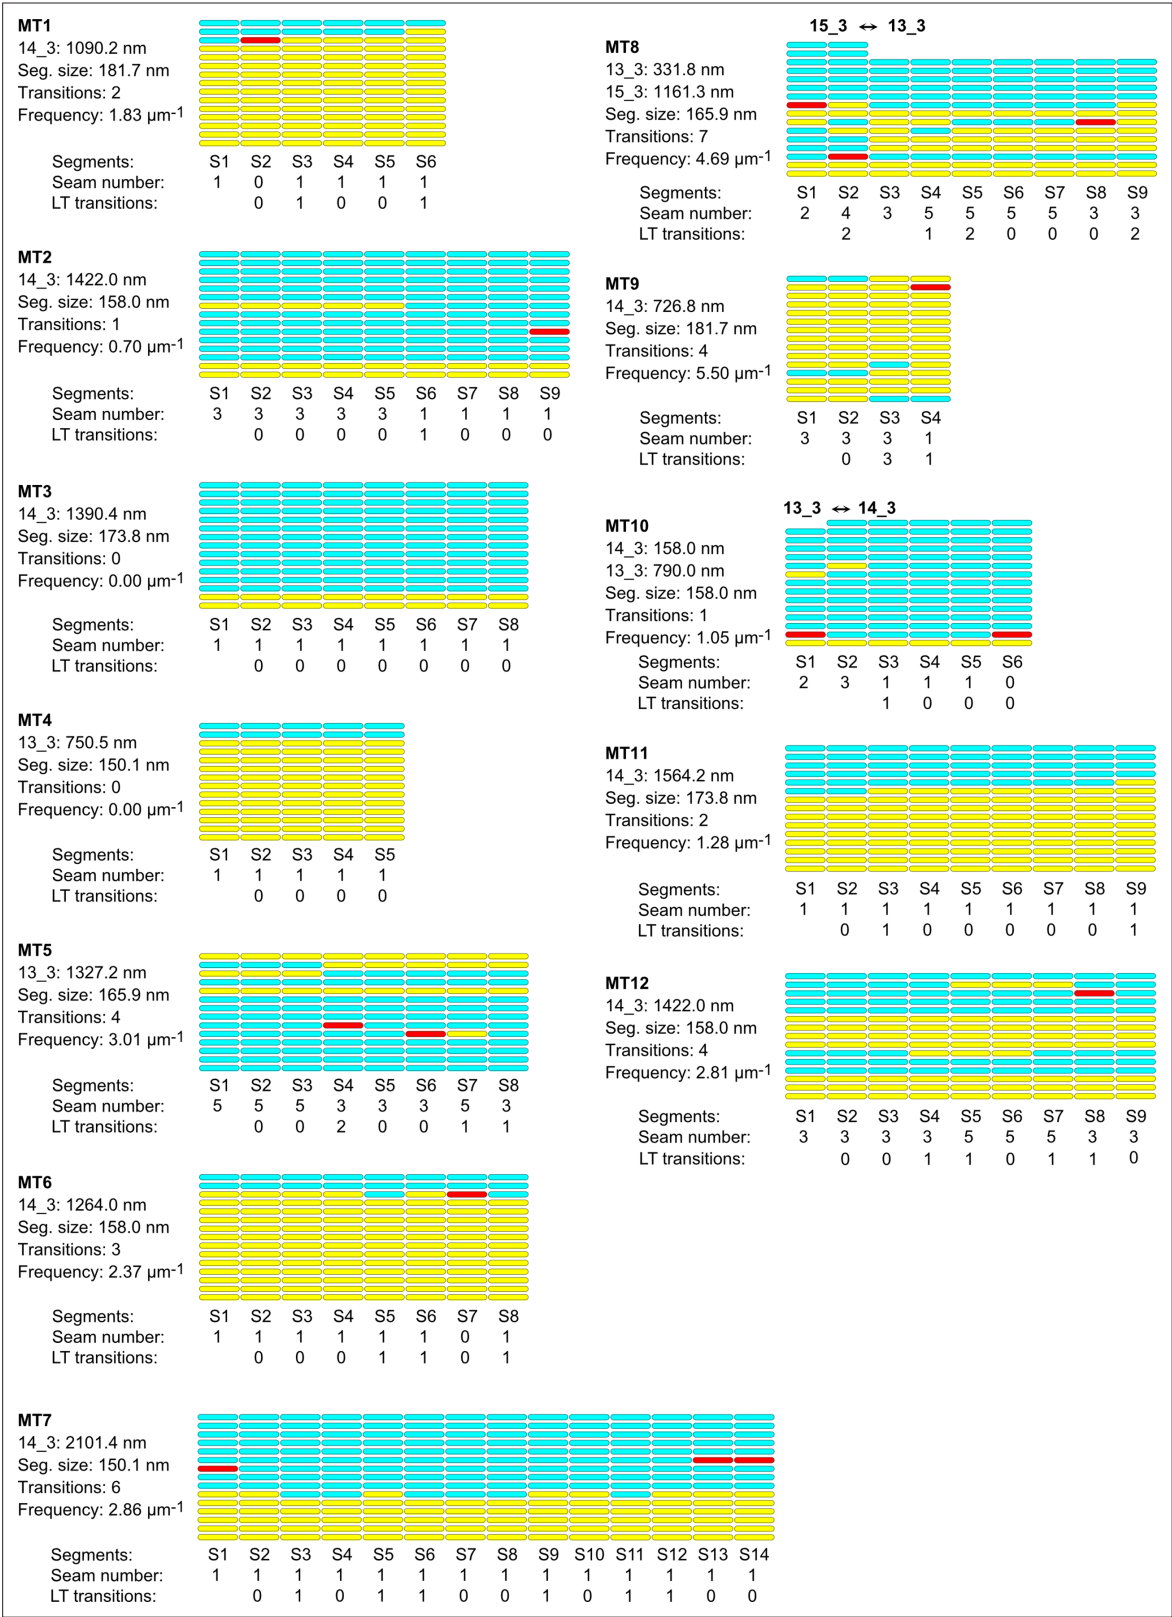 MT1
14_3: 1090.2 nm
Seg. size: 181.7 nm
Transitions: 2
Frequency: 1.83 µm-1
Segments: S1 S2 S3 S4 S5 S6
Seam number: 1 0 1 1 1 1
LT transitions: 0 1 0 0 1
MT2
14_3: 1422.0 nm
Seg. size: 158.0 nm
Transitions: 1
Frequency: 0.70 µm-1
Segments: S1 S2 S3 S4 S5 S6 S7 S8 S9
Seam number: 3 3 3 3 3 1 1 1 1
LT transitions: 0 0 0 0 1 0 0 0
MT3
14_3: 1390.4 nm
Seg. size: 173.8 nm
Transitions: 0
Frequency: 0.00 µm-1
Segments: S1 S2 S3 S4 S5 S6 S7 S8
Seam number: 1 1 1 1 1 1 1 1
LT transitions: 0 0 0 0 0 0 0
MT4
13_3: 750.5 nm
Seg. size: 150.1 nm
Transitions: 0
Frequency: 0.00 µm-1
Segments: S1 S2 S3 S4 S5
Seam number: 1 1 1 1 1
LT transitions: 0 0 0 0
MT5
13_3: 1327.2 nm
Seg. size: 165.9 nm
Transitions: 4
Frequency: 3.01 µm-1
Segments: S1 S2 S3 S4 S5 S6 S7 S8
Seam number: 5 5 5 3 3 3 5 3
LT transitions: 0 0 2 0 0 1 1
MT6
14_3: 1264.0 nm
Seg. size: 158.0 nm
Transitions: 3
Frequency: 2.37 µm-1
Segments: S1 S2 S3 S4 S5 S6 S7 S8
Seam number: 1 1 1 1 1 1 0 1
LT transitions: 0 0 0 1 1 0 1
MT7
14_3: 2101.4 nm
Seg. size: 150.1 nm
Transitions: 6
Frequency: 2.86 µm-1
Segments: S1 S2 S3 S4 S5 S6 S7 S8 S9 S10 S11 S12 S13 S14
Seam number: 1 1 1 1 1 1 1 1 1 1 1 1 1 1
LT transitions: 0 1 0 1 1 0 0 1 0 1 1 0 0
15_3 ↔ 13_3
MT8
13_3: 331.8 nm
15_3: 1161.3 nm
Seg. size: 165.9 nm
Transitions: 7
Frequency: 4.69 µm-1
Segments: S1 S2 S3 S4 S5 S6 S7 S8 S9
Seam number: 2 4 3 5 5 5 5 3 3
LT transitions: 2 1 2 0 0 0 2
MT9
14_3: 726.8 nm
Seg. size: 181.7 nm
Transitions: 4
Frequency: 5.50 µm-1
Segments: S1 S2 S3 S4
Seam number: 3 3 3 1
LT transitions: 0 3 1
13_3 ↔ 14_3
MT10
14_3: 158.0 nm
13_3: 790.0 nm
Seg. size: 158.0 nm
Transitions: 1
Frequency: 1.05 µm-1
Segments: S1 S2 S3 S4 S5 S6
Seam number: 2 3 1 1 1 0
LT transitions: 1 0 0 0
MT11
14_3: 1564.2 nm
Seg. size: 173.8 nm
Transitions: 2
Frequency: 1.28 µm-1
Segments: S1 S2 S3 S4 S5 S6 S7 S8 S9
Seam number: 1 1 1 1 1 1 1 1 1
LT transitions: 0 1 0 0 0 0 0 1
MT12
14_3: 1422.0 nm
Seg. size: 158.0 nm
Transitions: 4
Frequency: 2.81 µm-1
Segments: S1 S2 S3 S4 S5 S6 S7 S8 S9
Seam number: 3 3 3 3 5 5 5 3 3
LT transitions: 0 0 1 1 0 1 1 0